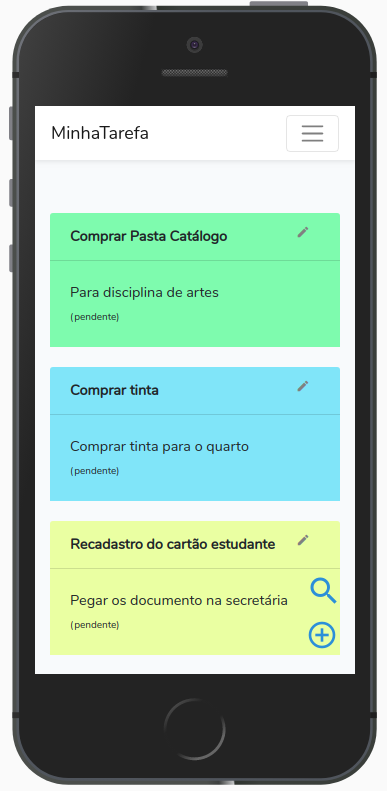 MinhaTarefa
Comprar Pasta Catálogo
Para disciplina de artes
(pendente)
Comprar tinta
Comprar tinta para o quarto
(pendente)
Recadastro do cartão estudante
Pegar os documento na secretária
(pendente)